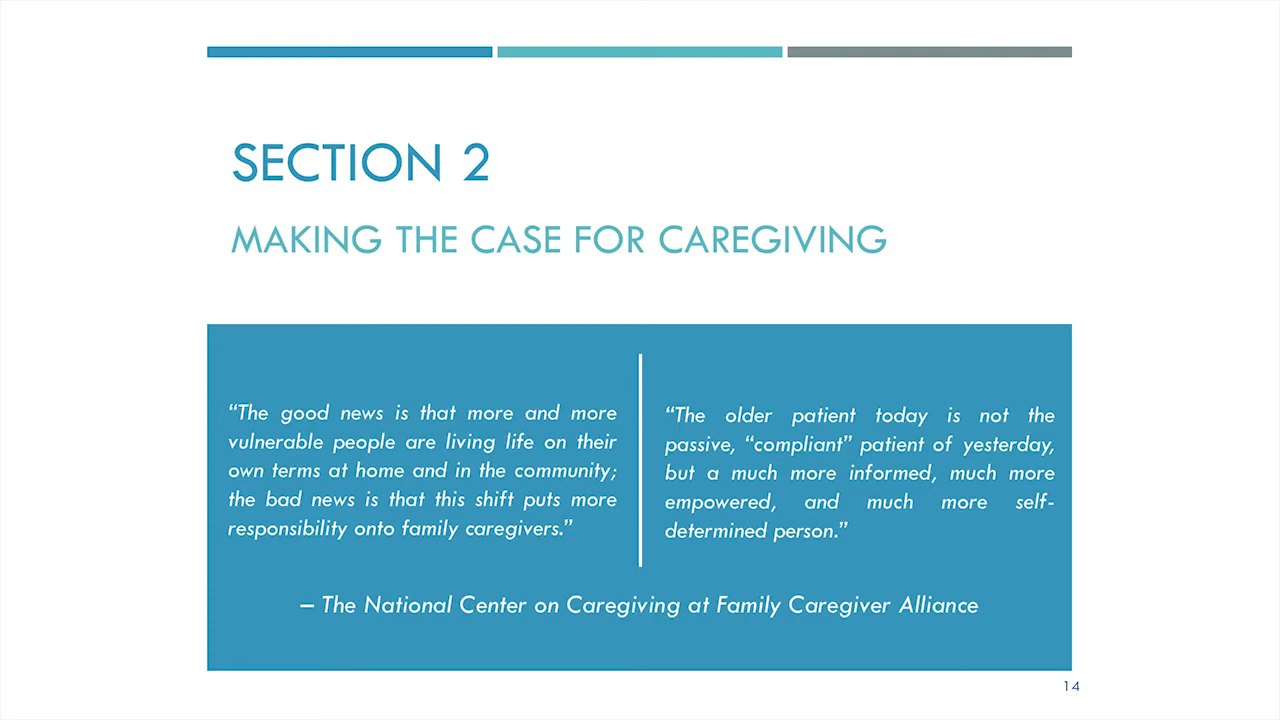 SECTION 2
MAKING THE CASE FOR CAREGIVING
“The good news is that more and more
vulnerable people are living life on their
own terms at home and in the community;
the bad news is that this shift puts more
responsibility onto family caregivers.”
“The older patient today is not the
passive, “compliant” patient of yesterday,
but a much more informed, much more
empowered, and much more self-
determined person.”
– The National Center on Caregiving at Family Caregiver Alliance
14